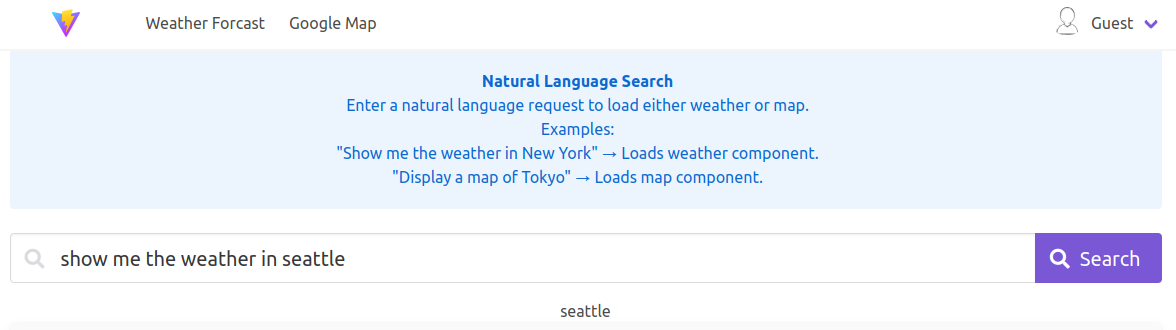 Weather Forcast Google Map Guest
Natural Language Search
Enter a natural language request to load either weather or map.
Examples:
"Show me the weather in New York" → Loads weather component.
"Display a map of Tokyo" → Loads map component.
show me the weather in seattle Search
seattle